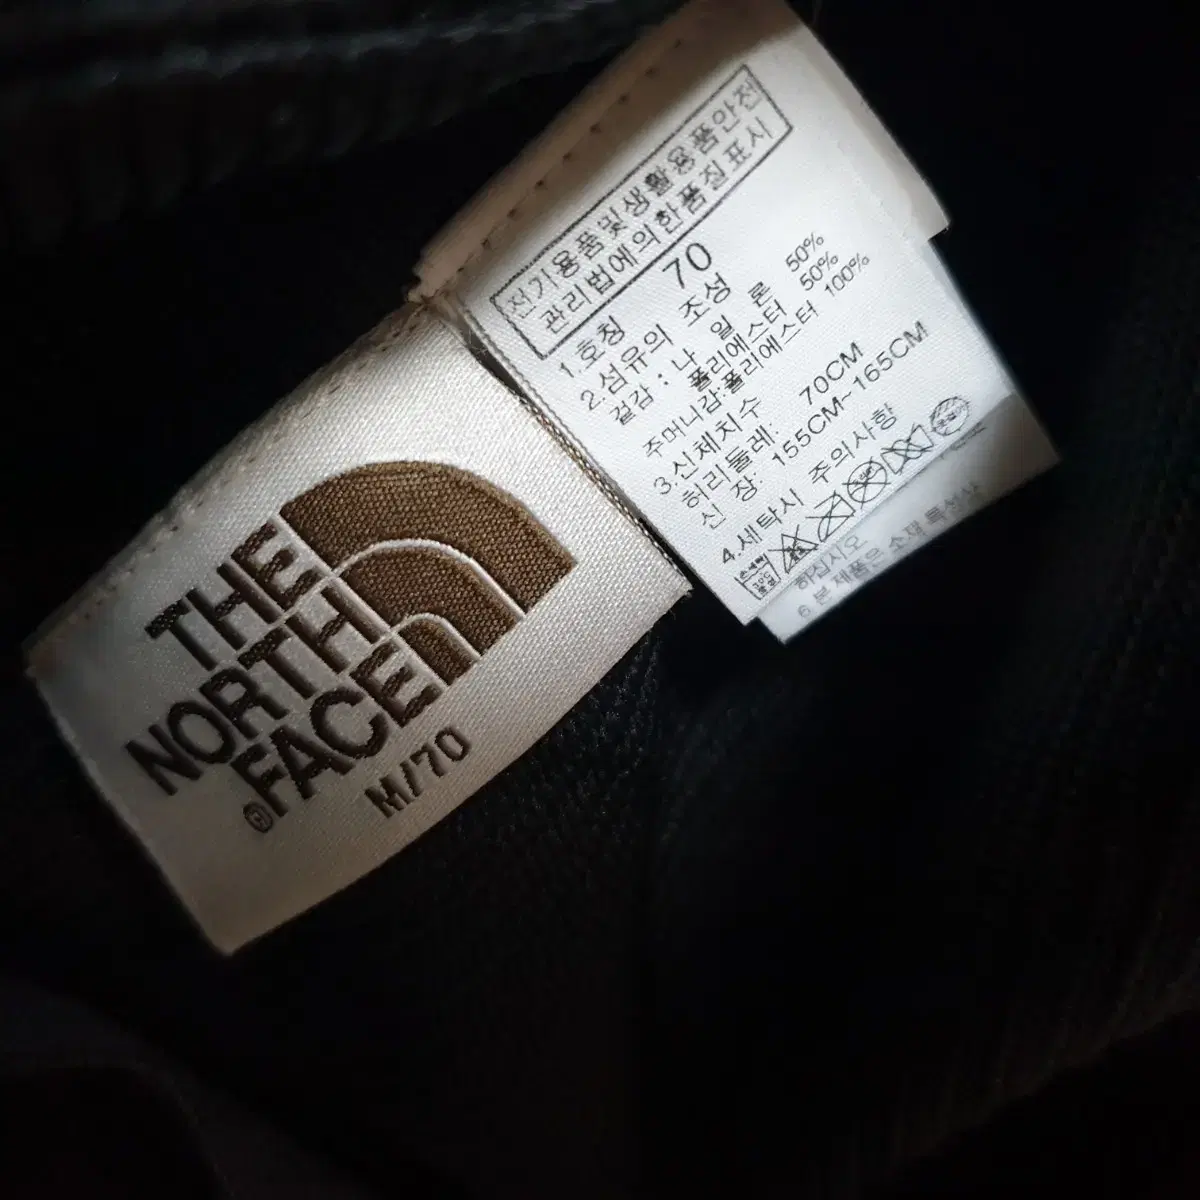 THE
NORTH
FACE
®
M/70
전기용품및생활용품안전
관리법에의한품질표시
1.호칭 70
2.섬유의 조성
겉감 : 나 일 론 50%
폴리에스터 50%
주머니감:폴리에스터 100%
3.신체치수
허리둘레: 70CM
신 장: 155CM~165CM
4.세탁시 주의사항
하십시오
6 본 제품은 소재 특성상